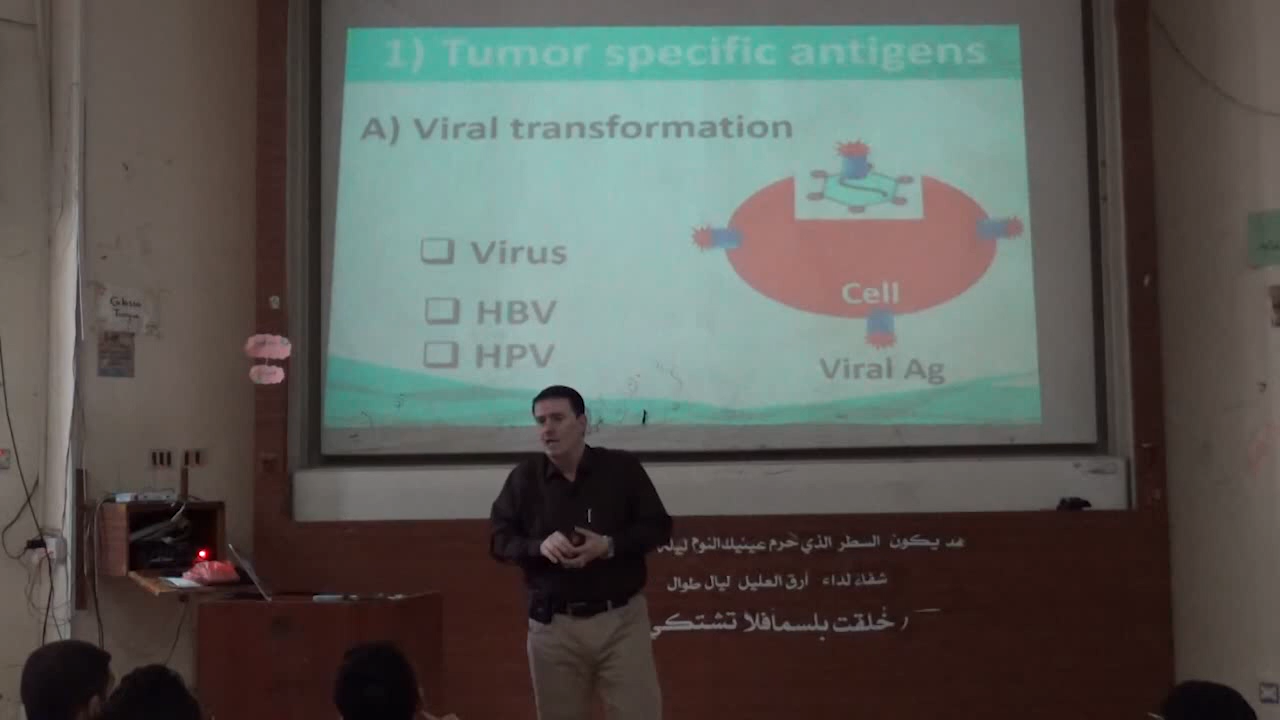 1) Tumor specific antigens
A) Viral transformation
❑ Virus
❑ HBV
❑ HPV
Cell
Viral Ag
قد يكون السطر الذي حرم عينيك النوم ليلة
شفاء لداء أرق العليل ليال طوال
خُلقت بلسما فلا تشتكي